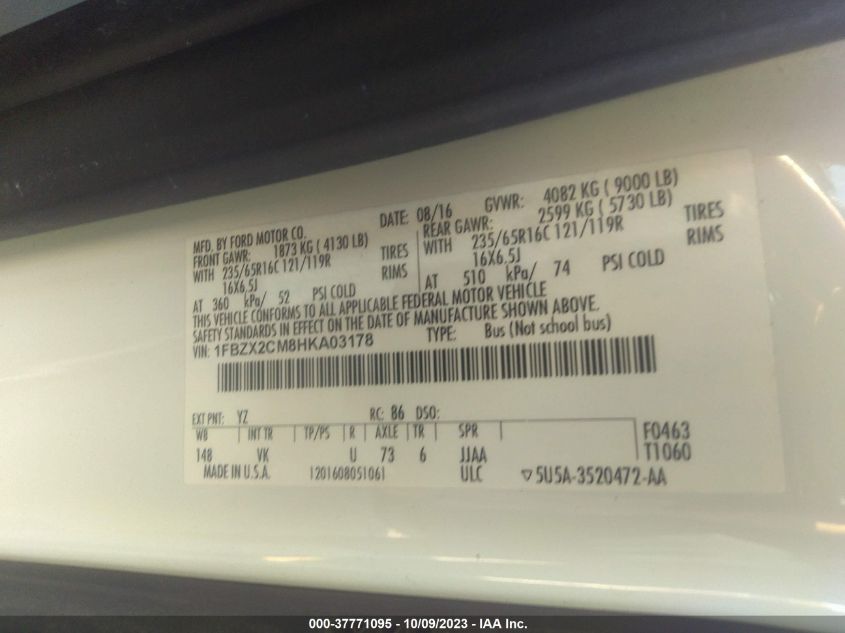 MFD. BY FORD MOTOR CO. DATE: 08/16 GVWR: 4082 KG ( 9000 LB)
FRONT GAWR: 1873 KG ( 4130 LB) REAR GAWR: 2599 KG ( 5730 LB)
WITH 235/65R16C 121/119R TIRES WITH 235/65R16C 121/119R TIRES
16X6.5J RIMS 16X6.5J RIMS
AT 360 kPa/ 52 PSI COLD AT 510 kPa/ 74 PSI COLD
THIS VEHICLE CONFORMS TO ALL APPLICABLE FEDERAL MOTOR VEHICLE
SAFETY STANDARDS IN EFFECT ON THE DATE OF MANUFACTURE SHOWN ABOVE.
VIN: 1FBZX2CM8HKA03178 TYPE: Bus (Not school bus)
EXT PNT: YZ RC: 86 DSO:
WB INT TR TP/PS R AXLE TR SPR F0463
148 VK U 73 6 JJAA T1060
MADE IN U.S.A. 1201608051061 ULC ▽5U5A-3520472-AA
000-37771095 - 10/09/2023 - IAA Inc.